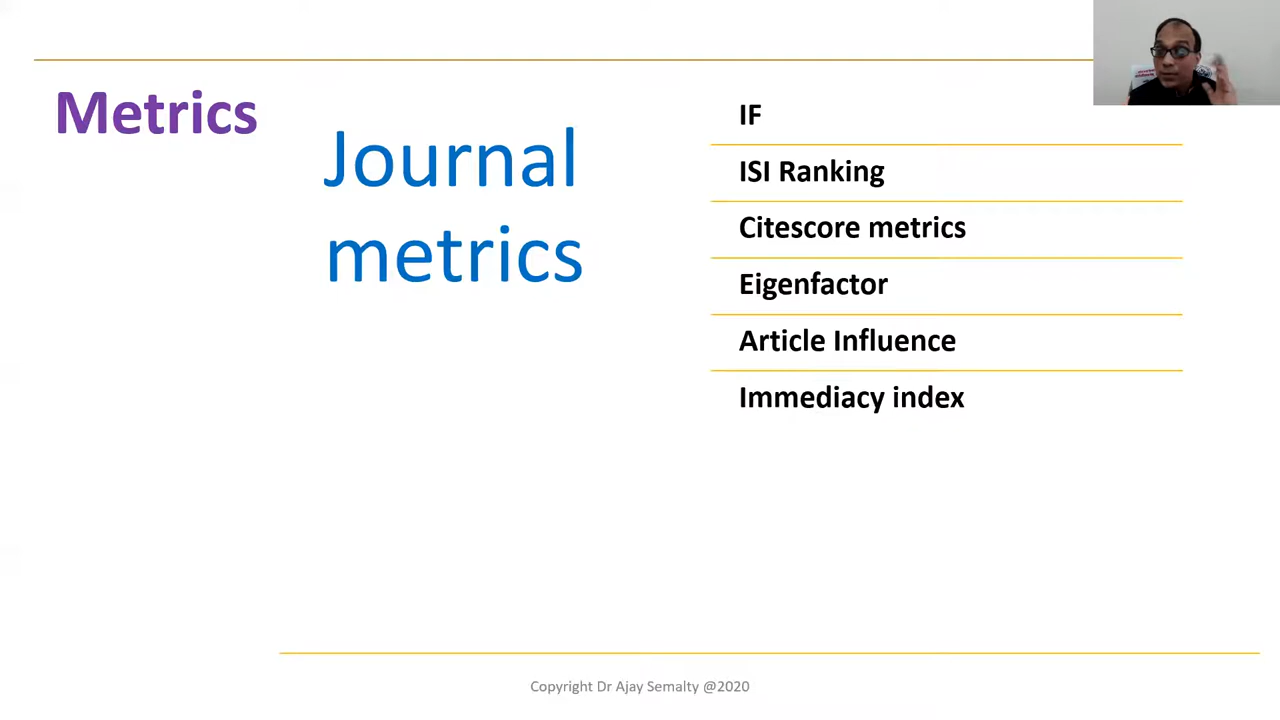 Metrics
Journal
metrics
IF
ISI Ranking
Citescore metrics
Eigenfactor
Article Influence
Immediacy index
Copyright Dr Ajay Semalty @2020